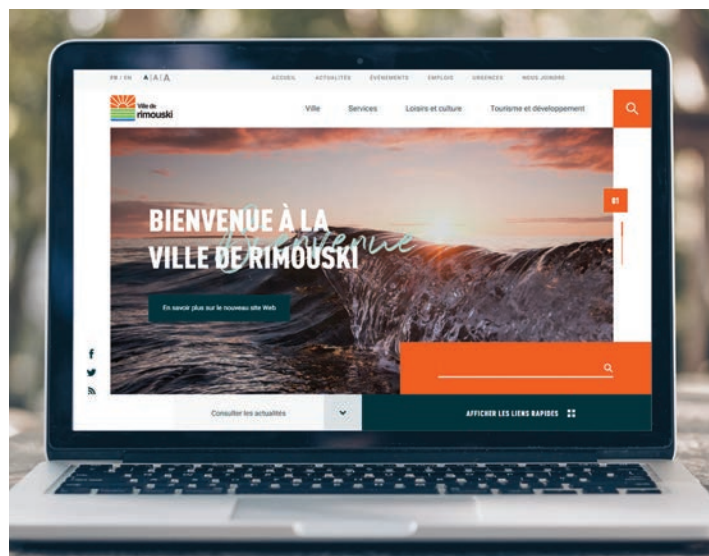 FR / EN A|A|A ACCUEIL ACTUALITÉS ÉVÉNEMENTS EMPLOIS URGENCES NOUS JOINDRE
Ville de
rimouski
Ville Services Loisirs et culture Tourisme et développement
01
BIENVENUE À LA
Bienvenue
VILLE DE RIMOUSKI
En savoir plus sur le nouveau site Web
Consulter les actualités
AFFICHER LES LIENS RAPIDES